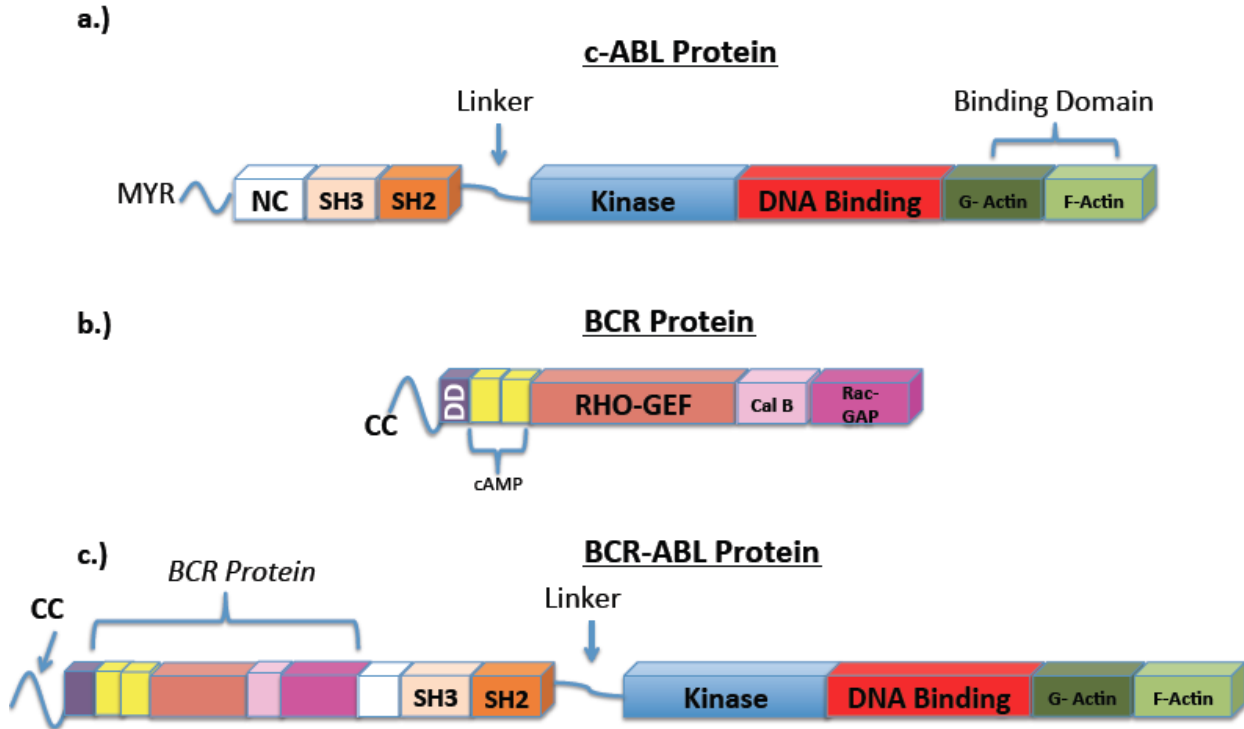 a.)
c-ABL Protein
Linker
Binding Domain
MYR
NC
SH3
SH2
Kinase
DNA Binding
G- Actin
F-Actin
b.)
BCR Protein
CC
DD
RHO-GEF
Cal B
Rac-
GAP
cAMP
c.)
BCR-ABL Protein
BCR Protein
Linker
CC
SH3
SH2
Kinase
DNA Binding
G- Actin
F-Actin